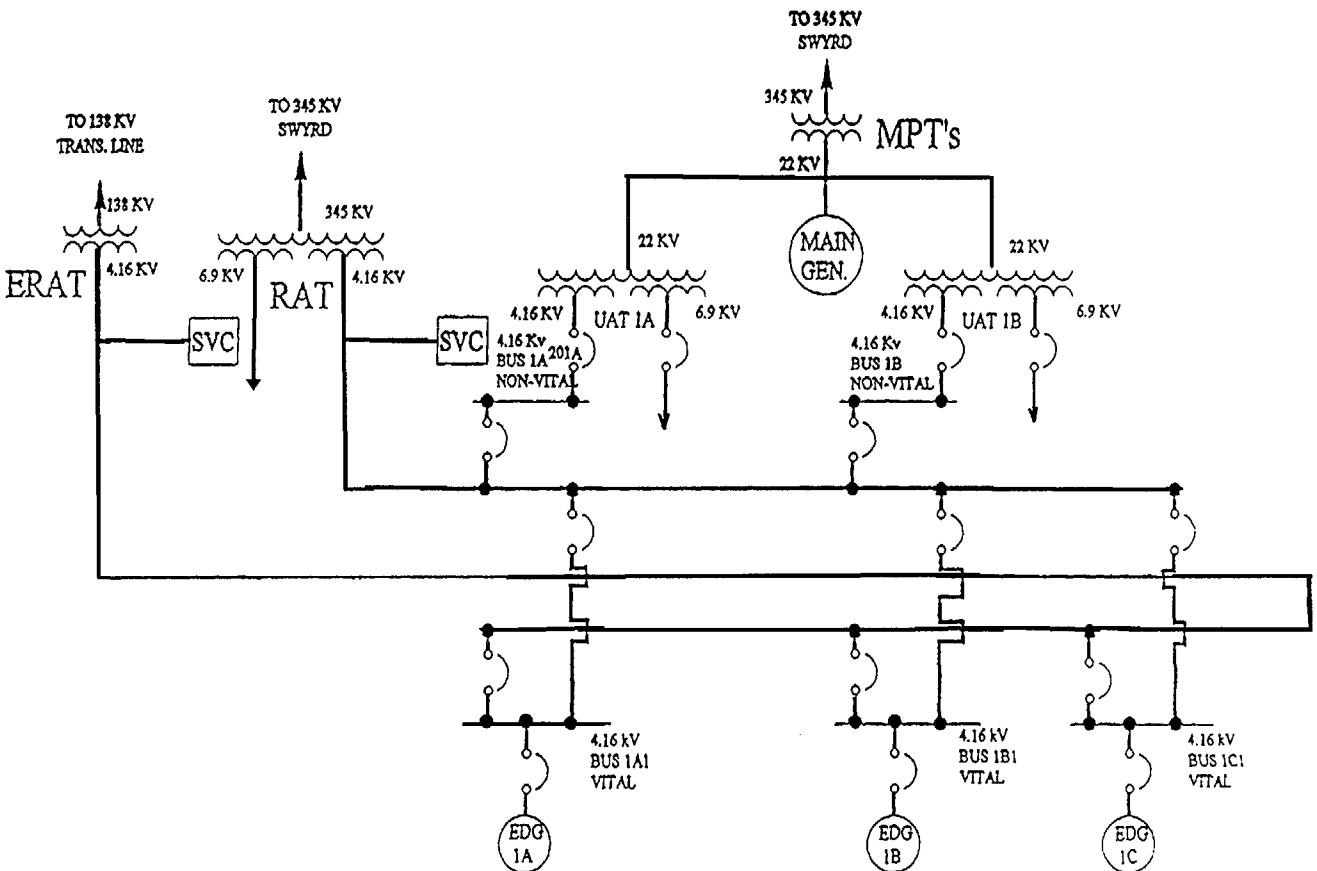 TO 345 KV
SWYRD
345 KV
MPT's
22 KV
TO 345 KV
SWYRD
TO 138 KV
TRANS. LINE
138 KV
345 KV
4.16 KV
6.9 KV
4.16 KV
ERAT
RAT
SVC
SVC
MAIN
GEN.
22 KV
22 KV
4.16 KV
6.9 KV
UAT 1A
4.16 KV
6.9 KV
UAT 1B
4.16 Kv
BUS 1A
NON-VITAL
201A
4.16 Kv
BUS 1B
NON-VITAL
4.16 kV
BUS 1A1
VITAL
4.16 kV
BUS 1B1
VITAL
4.16 kV
BUS 1C1
VITAL
EDG
1A
EDG
1B
EDG
1C